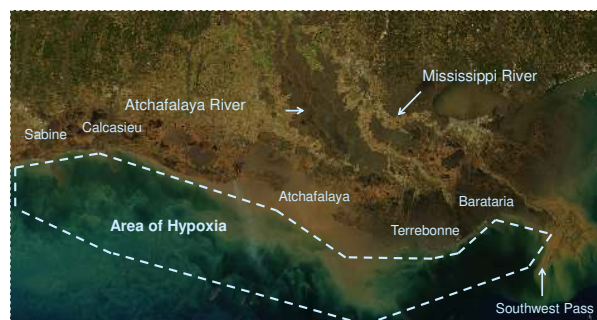 Mississippi River
Atchafalaya River
Sabine
Calcasieu
Atchafalaya
Barataria
Area of Hypoxia
Terrebonne
Southwest Pass